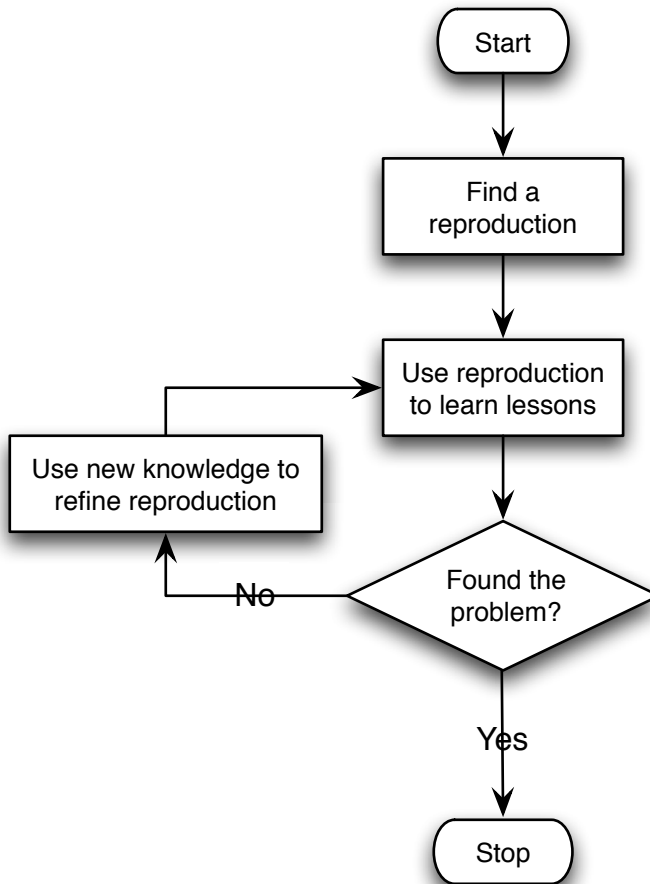 Start
Find a
reproduction
Use reproduction
to learn lessons
Use new knowledge to
refine reproduction
Found the
problem?
No
Yes
Stop